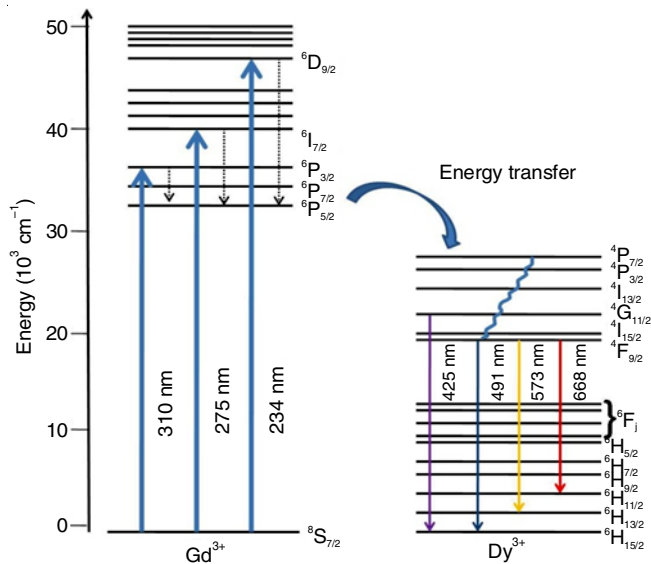 50
40
30
20
10
0
Energy (10³ cm⁻¹)
⁶D₉/₂
⁶I₇/₂
⁶P₃/₂
⁶P₇/₂
⁶P₅/₂
310 nm
275 nm
234 nm
⁸S₇/₂
Gd³⁺
Energy transfer
⁴P₇/₂
⁴P₃/₂
⁴I₁₃/₂
⁴G₁₁/₂
⁴I₁₅/₂
⁴F₉/₂
425 nm
491 nm
573 nm
668 nm
⁶Fⱼ
⁶H₅/₂
⁶H₇/₂
⁶H₉/₂
⁶H₁₁/₂
⁶H₁₃/₂
⁶H₁₅/₂
Dy³⁺